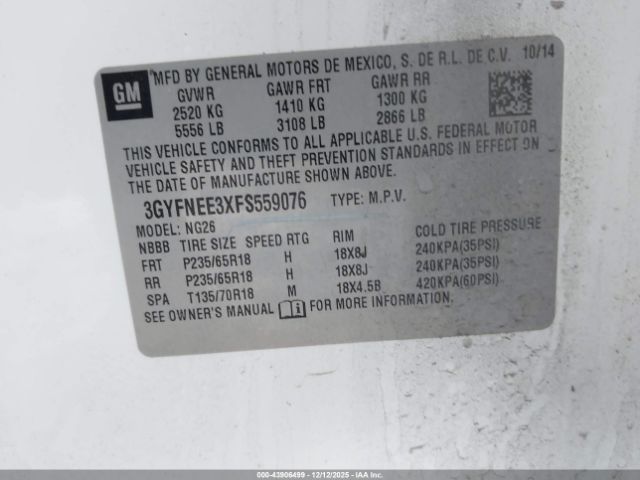 GM
MFD BY GENERAL MOTORS DE MEXICO, S. DE R.L. DE C.V. 10/14
GVWR GAWR FRT GAWR RR
2520 KG 1410 KG 1300 KG
5556 LB 3108 LB 2866 LB
THIS VEHICLE CONFORMS TO ALL APPLICABLE U.S. FEDERAL MOTOR
VEHICLE SAFETY AND THEFT PREVENTION STANDARDS IN EFFECT ON
THE DATE OF MANUFACTURE SHOWN ABOVE.
3GYFNEE3XFS559076 TYPE: M.P.V.
MODEL: NG26
NBBB TIRE SIZE SPEED RTG RIM COLD TIRE PRESSURE
FRT P235/65R18 H 18X8J 240KPA(35PSI)
RR P235/65R18 H 18X8J 240KPA(35PSI)
SPA T135/70R18 M 18X4.5B 420KPA(60PSI)
SEE OWNER'S MANUAL FOR MORE INFORMATION.
000-43906499 - 12/12/2025 - IAA Inc.